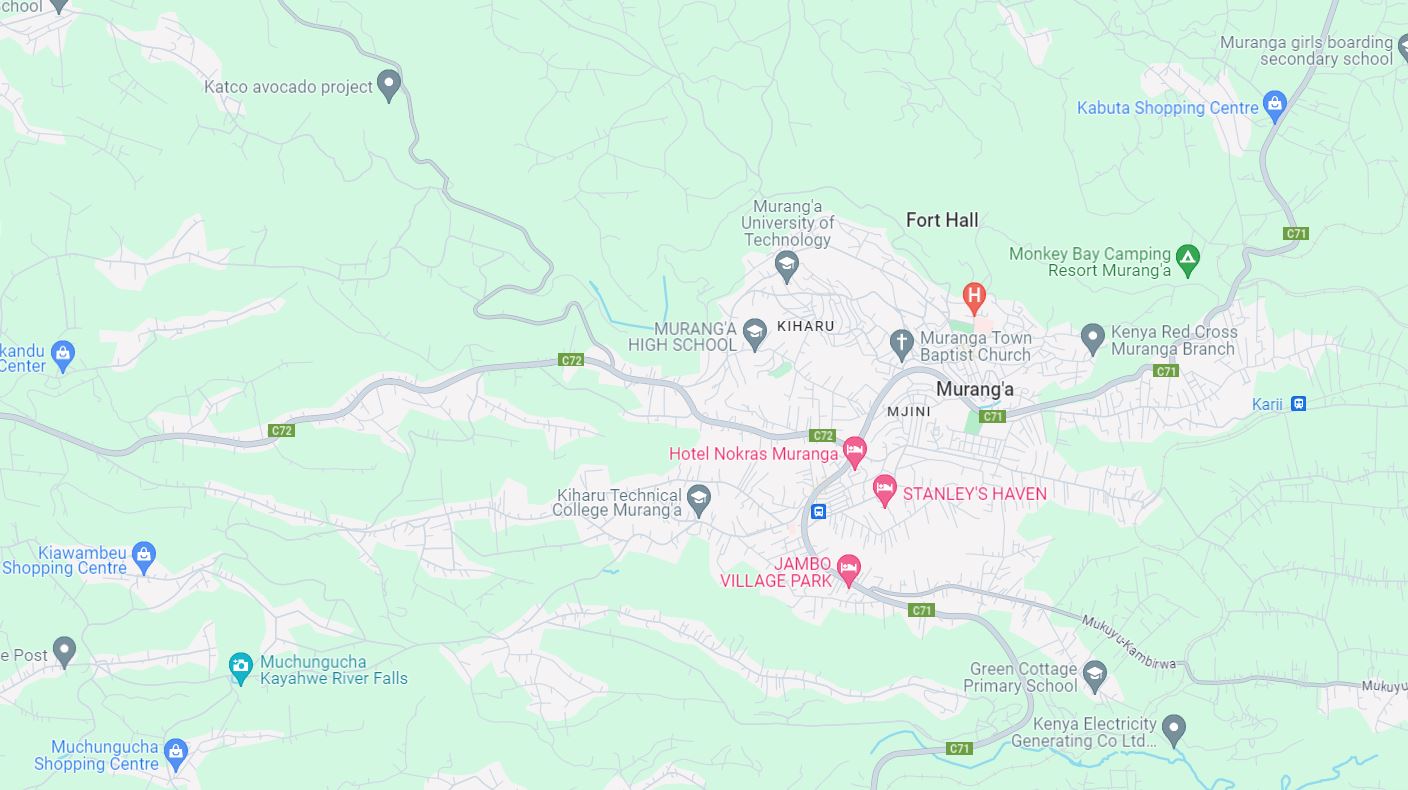 chool
Katco avocado project
Muranga girls boarding
secondary school
Kabuta Shopping Centre
Murang'a
University of
Technology
Fort Hall
C71
Monkey Bay Camping
Resort Murang'a
H
MURANG'A
HIGH SCHOOL
KIHARU
Muranga Town
Baptist Church
Kenya Red Cross
Muranga Branch
kandu
Center
C72
C71
Murang'a
MJINI
C71
Karii
C72
C72
Hotel Nokras Muranga
STANLEY'S HAVEN
Kiharu Technical
College Murang'a
Kiawambeu
Shopping Centre
JAMBO
VILLAGE PARK
C71
Mukuyu-Kambirwa
e Post
Muchungucha
Kayahwe River Falls
Green Cottage
Primary School
Mukuyu
Kenya Electricity
Generating Co Ltd...
C71
Muchungucha
Shopping Centre